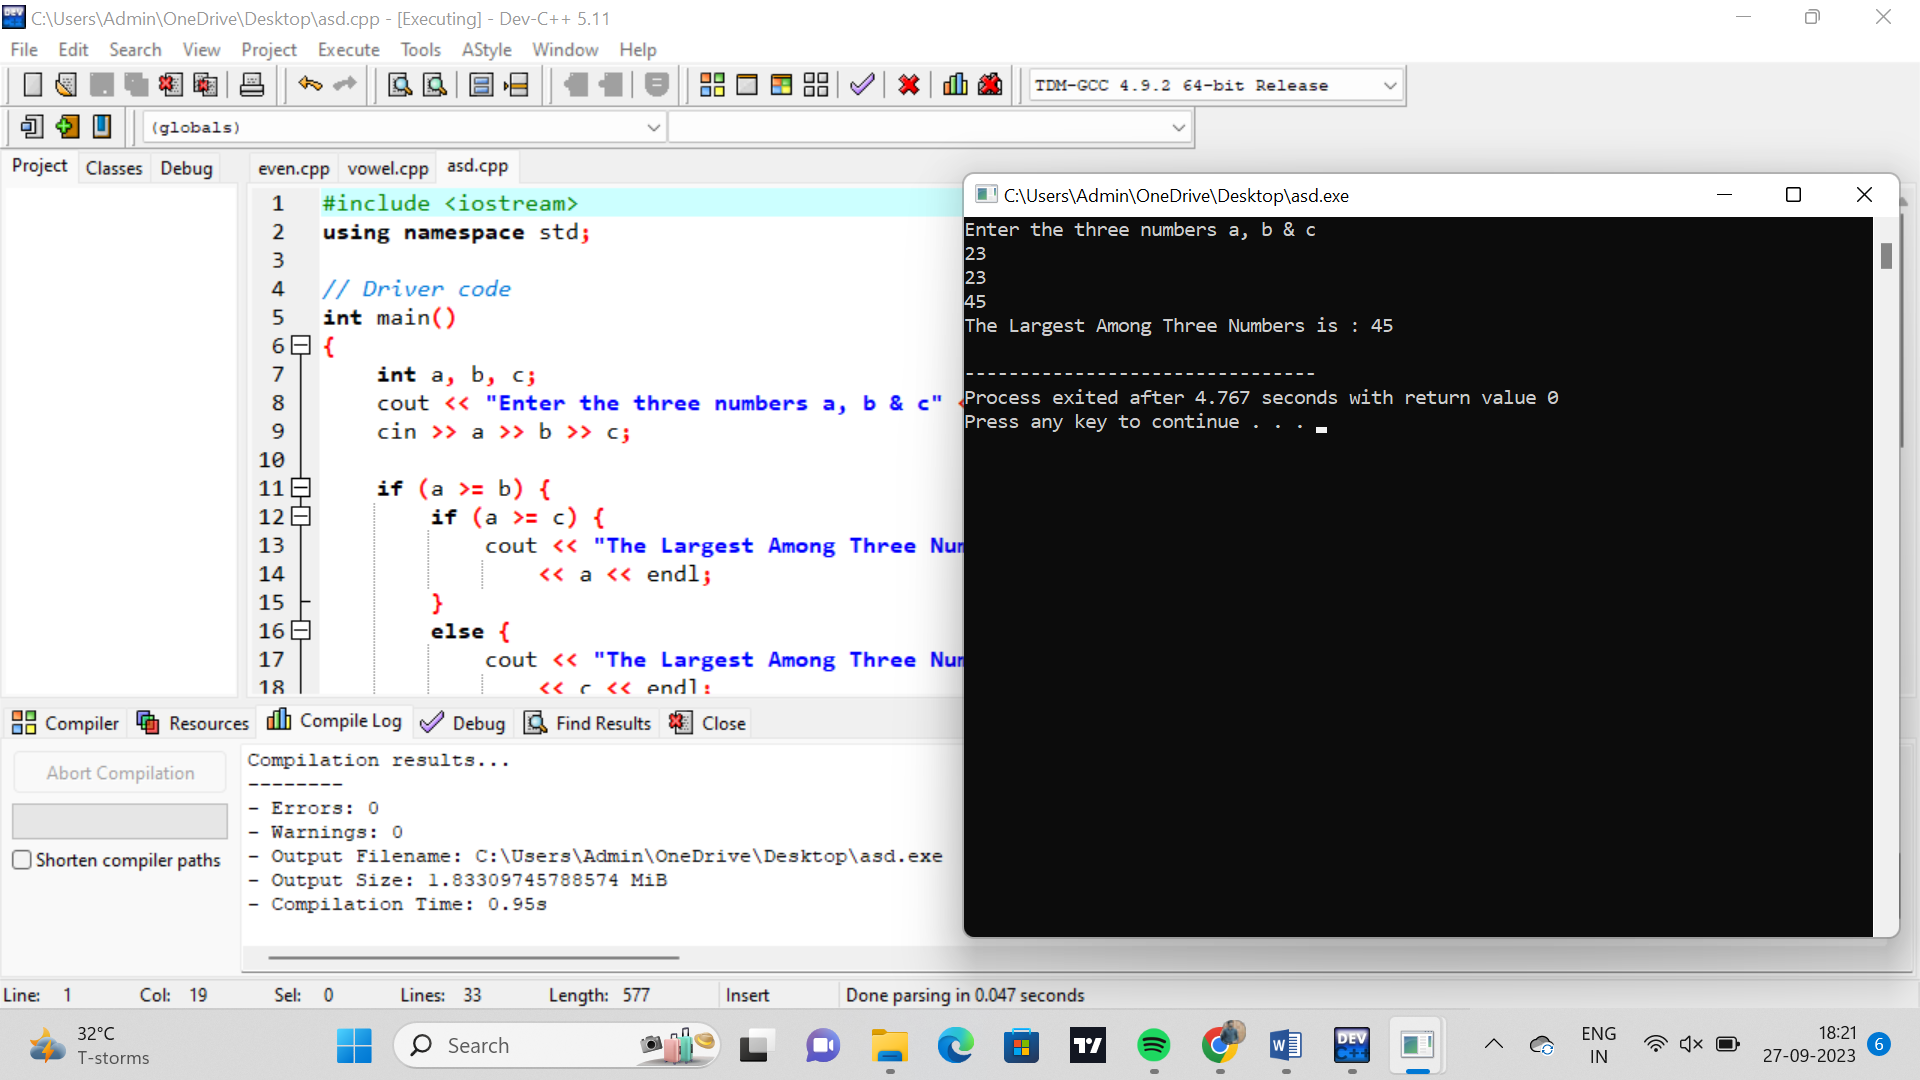 C:\Users\Admin\OneDrive\Desktop\asd.cpp - [Executing] - Dev-C++ 5.11
File Edit Search View Project Execute Tools AStyle Window Help
TDM-GCC 4.9.2 64-bit Release
(globals)
Project Classes Debug
even.cpp vowel.cpp asd.cpp
1 #include <iostream>
2 using namespace std;
3
4 // Driver code
5 int main()
6 {
7 int a, b, c;
8 cout << "Enter the three numbers a, b & c"
9 cin >> a >> b >> c;
10
11 if (a >= b) {
12 if (a >= c) {
13 cout << "The Largest Among Three
14 << a << endl;
15 }
16 else {
17 cout << "The Largest Among Three
18 << c << endl;
C:\Users\Admin\OneDrive\Desktop\asd.exe
Enter the three numbers a, b & c
23
23
45
The Largest Among Three Numbers is : 45
--------------------------------
Process exited after 4.767 seconds with return value 0
Press any key to continue . . .
Compiler Resources Compile Log Debug Find Results Close
Abort Compilation
Shorten compiler paths
Compilation results...
--------
- Errors: 0
- Warnings: 0
- Output Filename: C:\Users\Admin\OneDrive\Desktop\asd.exe
- Output Size: 1.83309745788574 MiB
- Compilation Time: 0.95s
Line: 1 Col: 19 Sel: 0 Lines: 33 Length: 577 Insert Done parsing in 0.047 seconds
32°C
T-storms
Search
DEV
C++
ENG
IN
18:21
27-09-2023
6